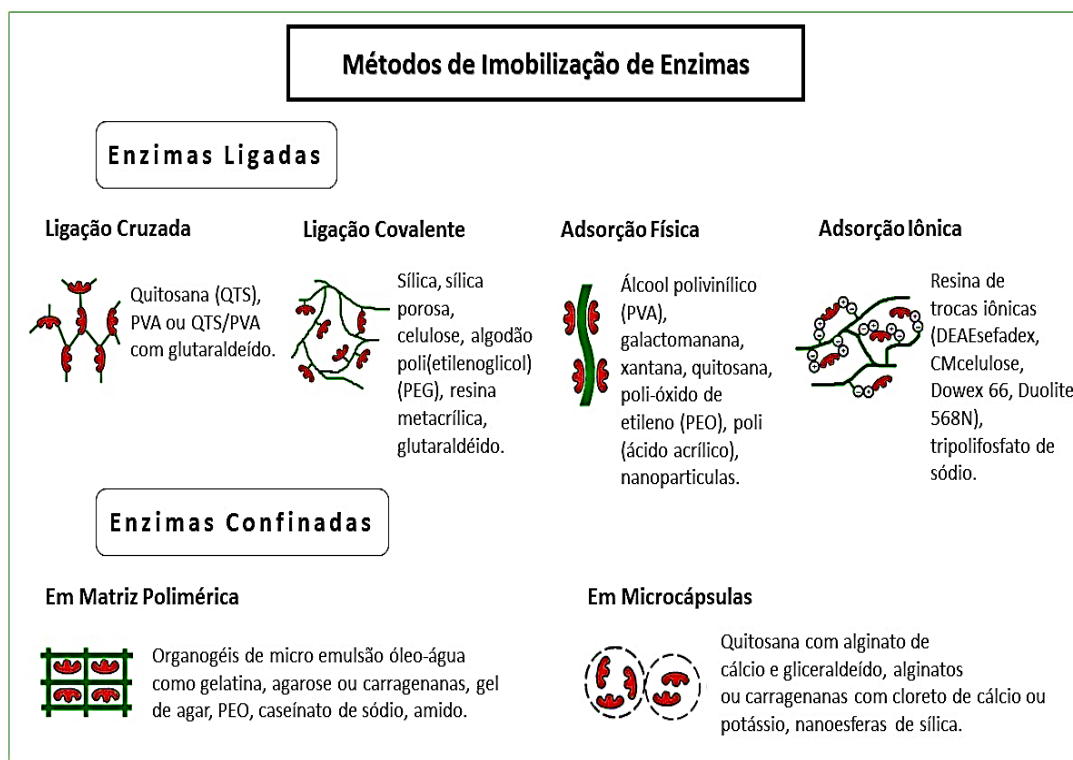 Métodos de Imobilização de Enzimas
Enzimas Ligadas
Ligação Cruzada
Quitosana (QTS),
PVA ou QTS/PVA
com glutaraldeído.
Ligação Covalente
Sílica, sílica
porosa,
celulose, algodão
poli(etilenoglicol)
(PEG), resina
metacrílica,
glutaraldéido.
Adsorção Física
Álcool polivinílico
(PVA),
galactomanana,
xantana, quitosana,
poli-óxido de
etileno (PEO), poli
(ácido acrílico),
nanoparticulas.
Adsorção Iônica
Resina de
trocas iônicas
(DEAEsefadex,
CMcelulose,
Dowex 66, Duolite
568N),
tripolifosfato de
sódio.
Enzimas Confinadas
Em Matriz Polimérica
Organogéis de micro emulsão óleo-água
como gelatina, agarose ou carragenanas, gel
de agar, PEO, caseínato de sódio, amido.
Em Microcápsulas
Quitosana com alginato de
cálcio e gliceraldeído, alginatos
ou carragenanas com cloreto de cálcio ou
potássio, nanoesferas de sílica.